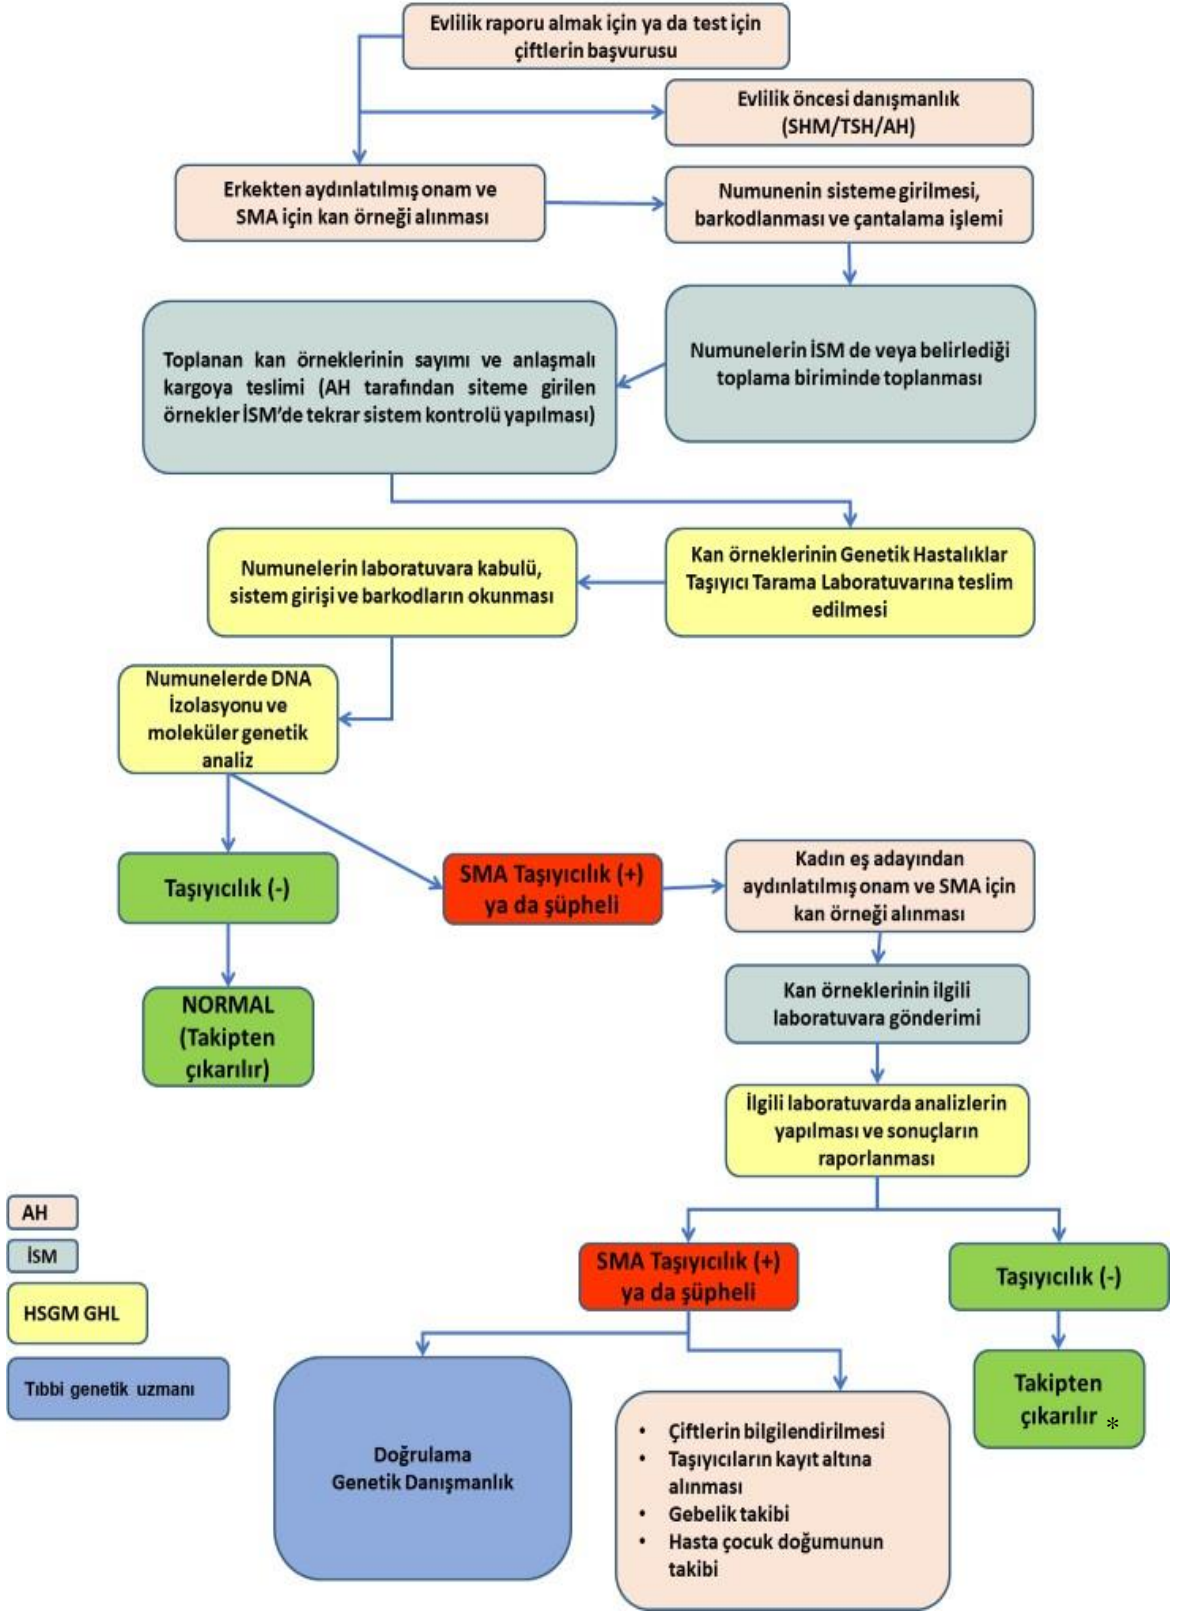 Evlilik raporu almak için ya da test için
çiftlerin başvurusu
Evlilik öncesi danışmanlık
(SHM/TSH/AH)
Erkekten aydınlatılmış onam ve
SMA için kan örneği alınması
Numunenin sisteme girilmesi,
barkodlanması ve çantalama işlemi
Toplanan kan örneklerinin sayımı ve anlaşmalı
kargoya teslimi (AH tarafından siteme girilen
örnekler İSM'de tekrar sistem kontrolü yapılması)
Numunelerin İSM de veya belirlediği
toplama biriminde toplanması
Numunelerin laboratuvara kabulü,
sistem girişi ve barkodların okunması
Kan örneklerinin Genetik Hastalıklar
Taşıyıcı Tarama Laboratuvarına teslim
edilmesi
Numunelerde DNA
İzolasyonu ve
moleküler genetik
analiz
Taşıyıcılık (-)
SMA Taşıyıcılık (+)
ya da şüpheli
Kadın eş adayından
aydınlatılmış onam ve SMA için
kan örneği alınması
NORMAL
(Takipten
çıkarılır)
Kan örneklerinin ilgili
laboratuvara gönderimi
İlgili laboratuvarda analizlerin
yapılması ve sonuçların
raporlanması
AH
İSM
HSGM GHL
Tıbbi genetik uzmanı
SMA Taşıyıcılık (+)
ya da şüpheli
Taşıyıcılık (-)
Doğrulama
Genetik Danışmanlık
• Çiftlerin bilgilendirilmesi
• Taşıyıcıların kayıt altına
alınması
• Gebelik takibi
• Hasta çocuk doğumunun
takibi
Takipten
çıkarılır *